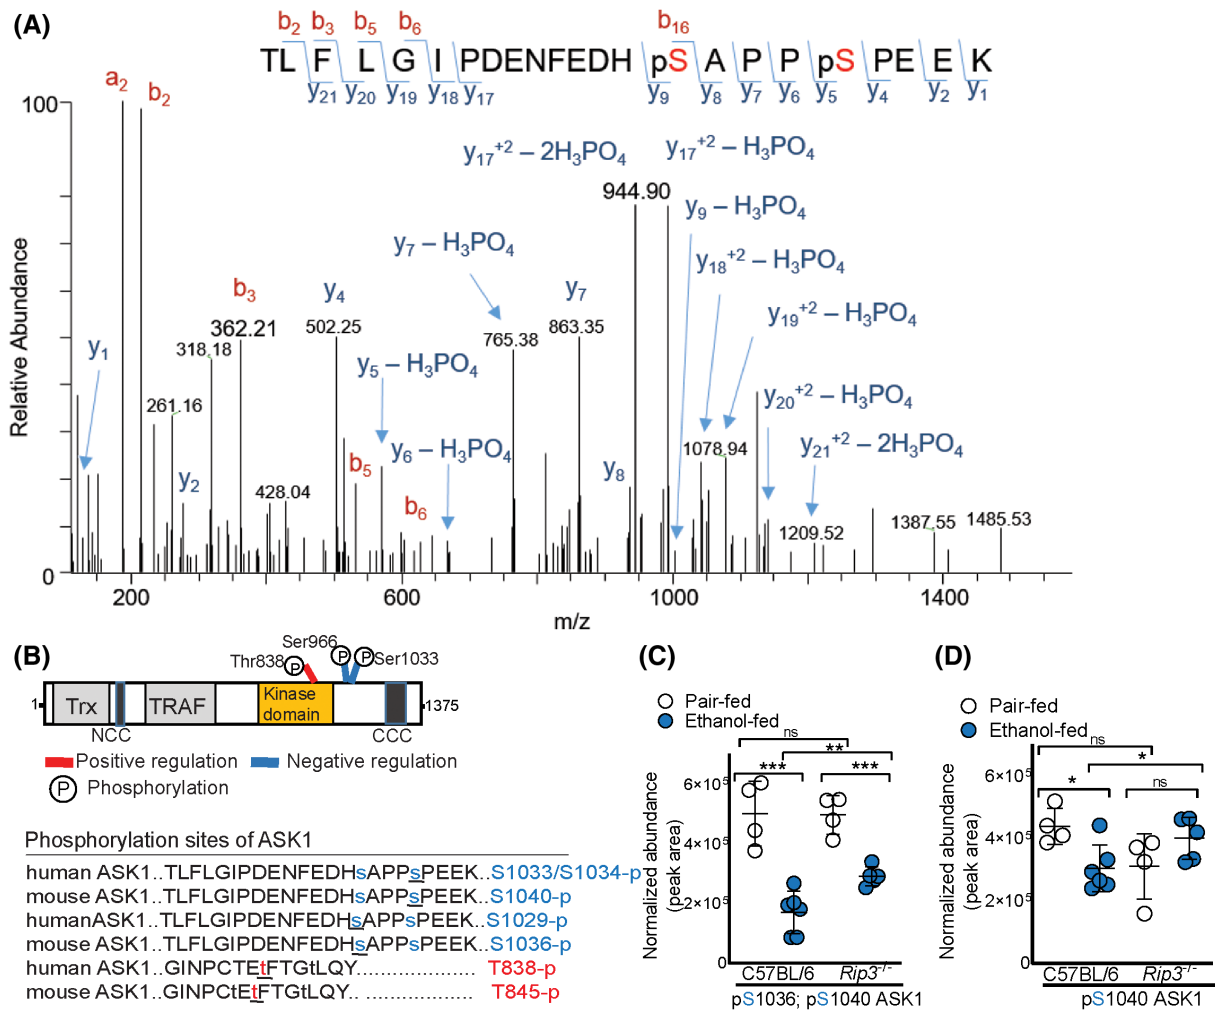 (A)
b2 b3 b5 b6 b16
TL F L G I PDENFEDH pS A P P pS PE E K
y21 y20 y19 y18 y17 y9 y8 y7 y6 y5 y4 y2 y1
a2
b2
100
y17+2 – 2H3PO4
y17+2 – H3PO4
944.90
y9 – H3PO4
y7 – H3PO4
y18+2 – H3PO4
b3
y4
y7
y19+2 – H3PO4
362.21
502.25
863.35
765.38
318.18
y1
y5 – H3PO4
y20+2 – H3PO4
261.16
1078.94
y21+2 – 2H3PO4
y6 – H3PO4
b5
y8
y2
428.04
b6
1209.52
1387.55
1485.53
Relative Abundance
0
200 600 1000 1400
m/z
(B)
Ser966
Thr838
P
P
P
Ser1033
1
Trx
TRAF
Kinase
domain
1375
NCC
CCC
Positive regulation
Negative regulation
P Phosphorylation
Phosphorylation sites of ASK1
human ASK1..TLFLGIPDENFEDHsAPPsPEEK..S1033/S1034-p
mouse ASK1..TLFLGIPDENFEDHsAPPsPEEK..S1040-p
humanASK1..TLFLGIPDENFEDHsAPPsPEEK..S1029-p
mouse ASK1..TLFLGIPDENFEDHsAPPsPEEK..S1036-p
human ASK1..GINPCTEtFTGtLQY.................... T838-p
mouse ASK1..GINPCtEtFTGtLQY.. .................. T845-p
(C)
Pair-fed
Ethanol-fed
ns
**
***
***
6×10⁵
4×10⁵
2×10⁵
0
Normalized abundance
(peak area)
C57BL/6 Rip3-/-
pS1036; pS1040 ASK1
(D)
Pair-fed
Ethanol-fed
ns
*
*
ns
6×10⁵
4×10⁵
2×10⁵
0
Normalized abundance
(peak area)
C57BL/6 Rip3-/-
pS1040 ASK1